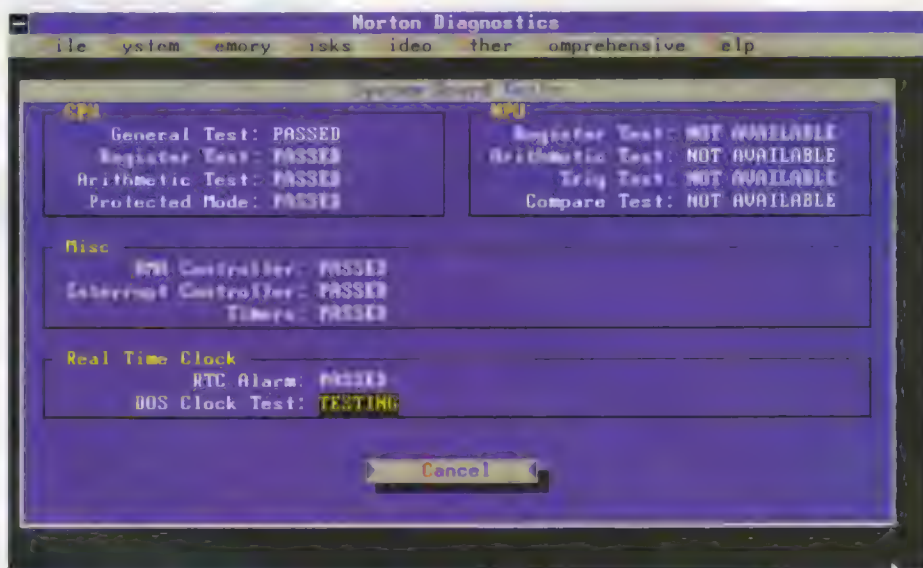 Norton Diagnostics
ile ystem emory isks ideo ther omprehensive elp
System Board Tests
CPU
General Test: PASSED
Register Test: PASSED
Arithmetic Test: PASSED
Protected Mode: PASSED
NPU
Register Test: NOT AVAILABLE
Arithmetic Test: NOT AVAILABLE
Trig Test: NOT AVAILABLE
Compare Test: NOT AVAILABLE
Misc
DMA Controller: PASSED
Interrupt Controller: PASSED
Timers: PASSED
Real Time Clock
RTC Alarm: PASSED
DOS Clock Test: TESTING
Cancel